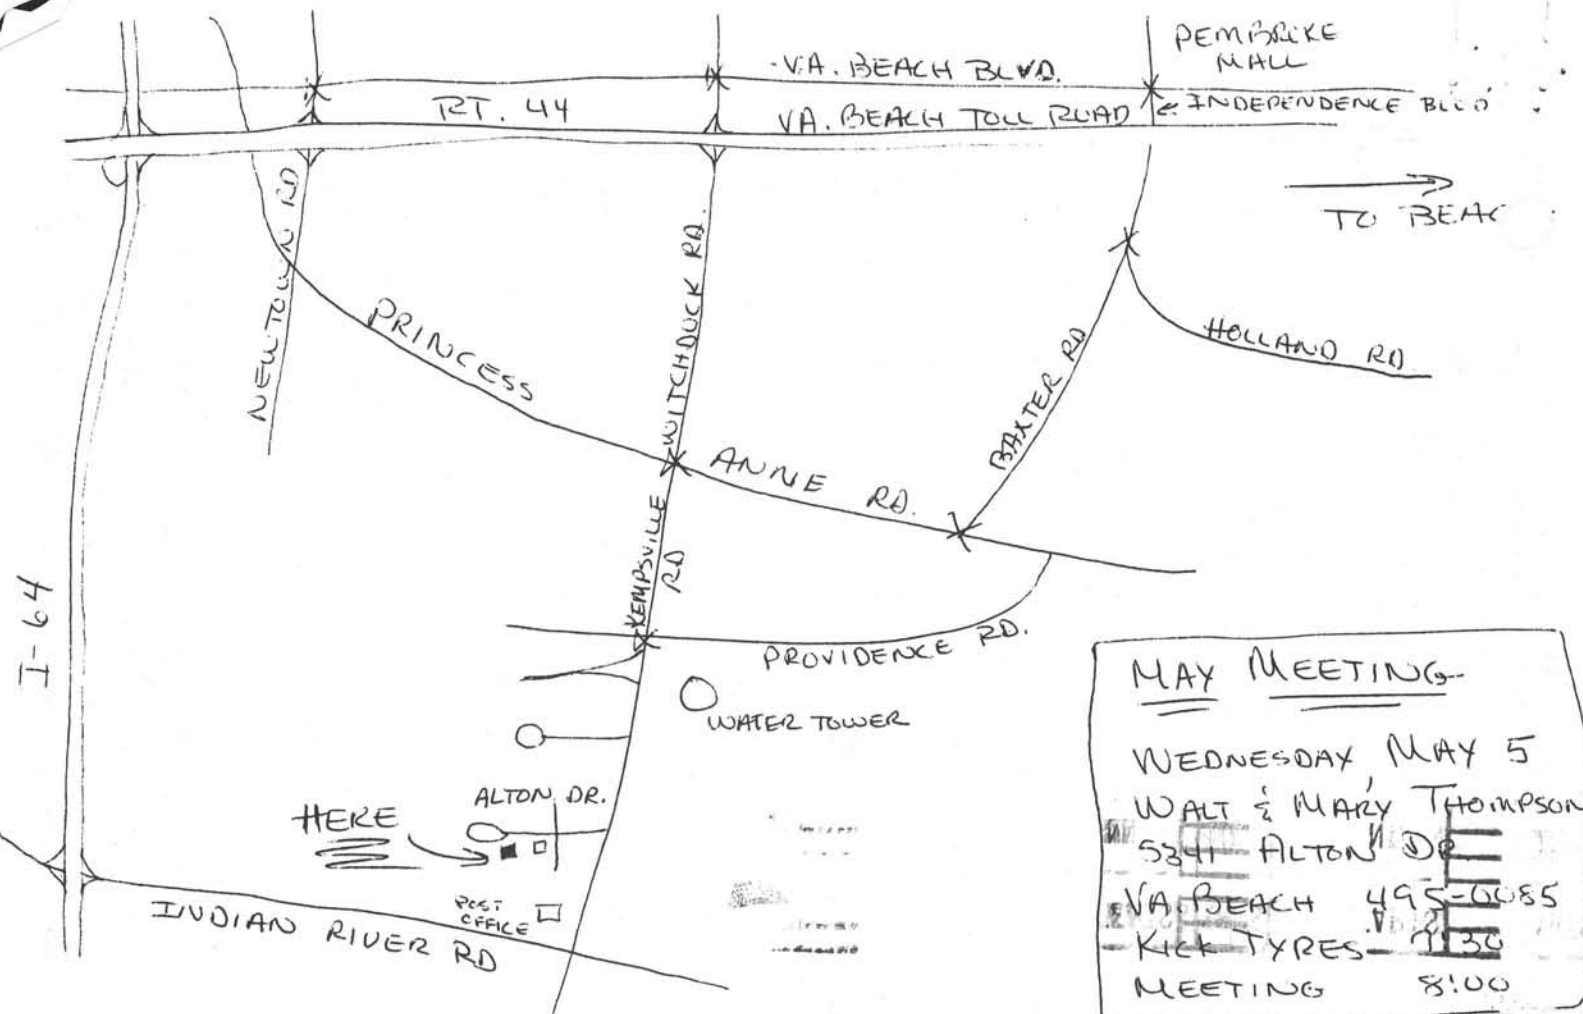 PEMBROKE
MALL
VA. BEACH BLVD.
RT. 44
VA. BEACH TOLL ROAD
← INDEPENDENCE BLVD
TO BEAC
NEWTOWN RD
WITCHDUCK RD.
PRINCESS
ANNE RD.
HOLLAND RD
BAXTER RD
KEMPSVILLE
RD
I-64
PROVIDENCE RD.
WATER TOWER
ALTON DR.
HERE
POST
OFFICE
INDIAN RIVER RD
MAY MEETING
WEDNESDAY, MAY 5
WALT & MARY THOMPSON
5341 ALTON DR
VA BEACH 495-0085
KICK TYRES 7:30
MEETING 8:00